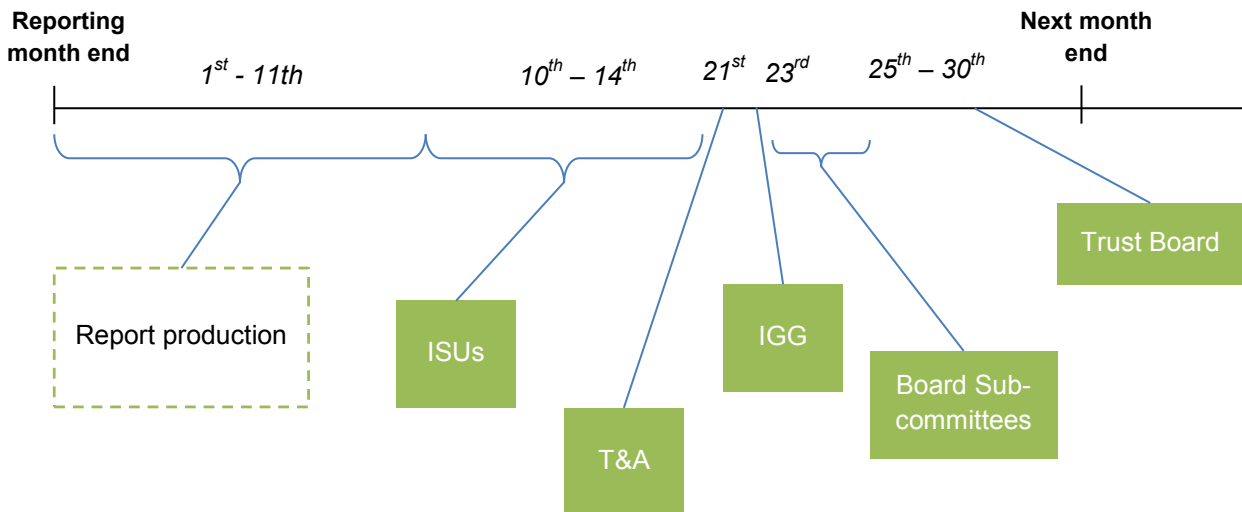 Reporting
month end
Next month
end
1st - 11th
10th – 14th
21st
23rd
25th – 30th
Report production
ISUs
T&A
IGG
Board Sub-
committees
Trust Board